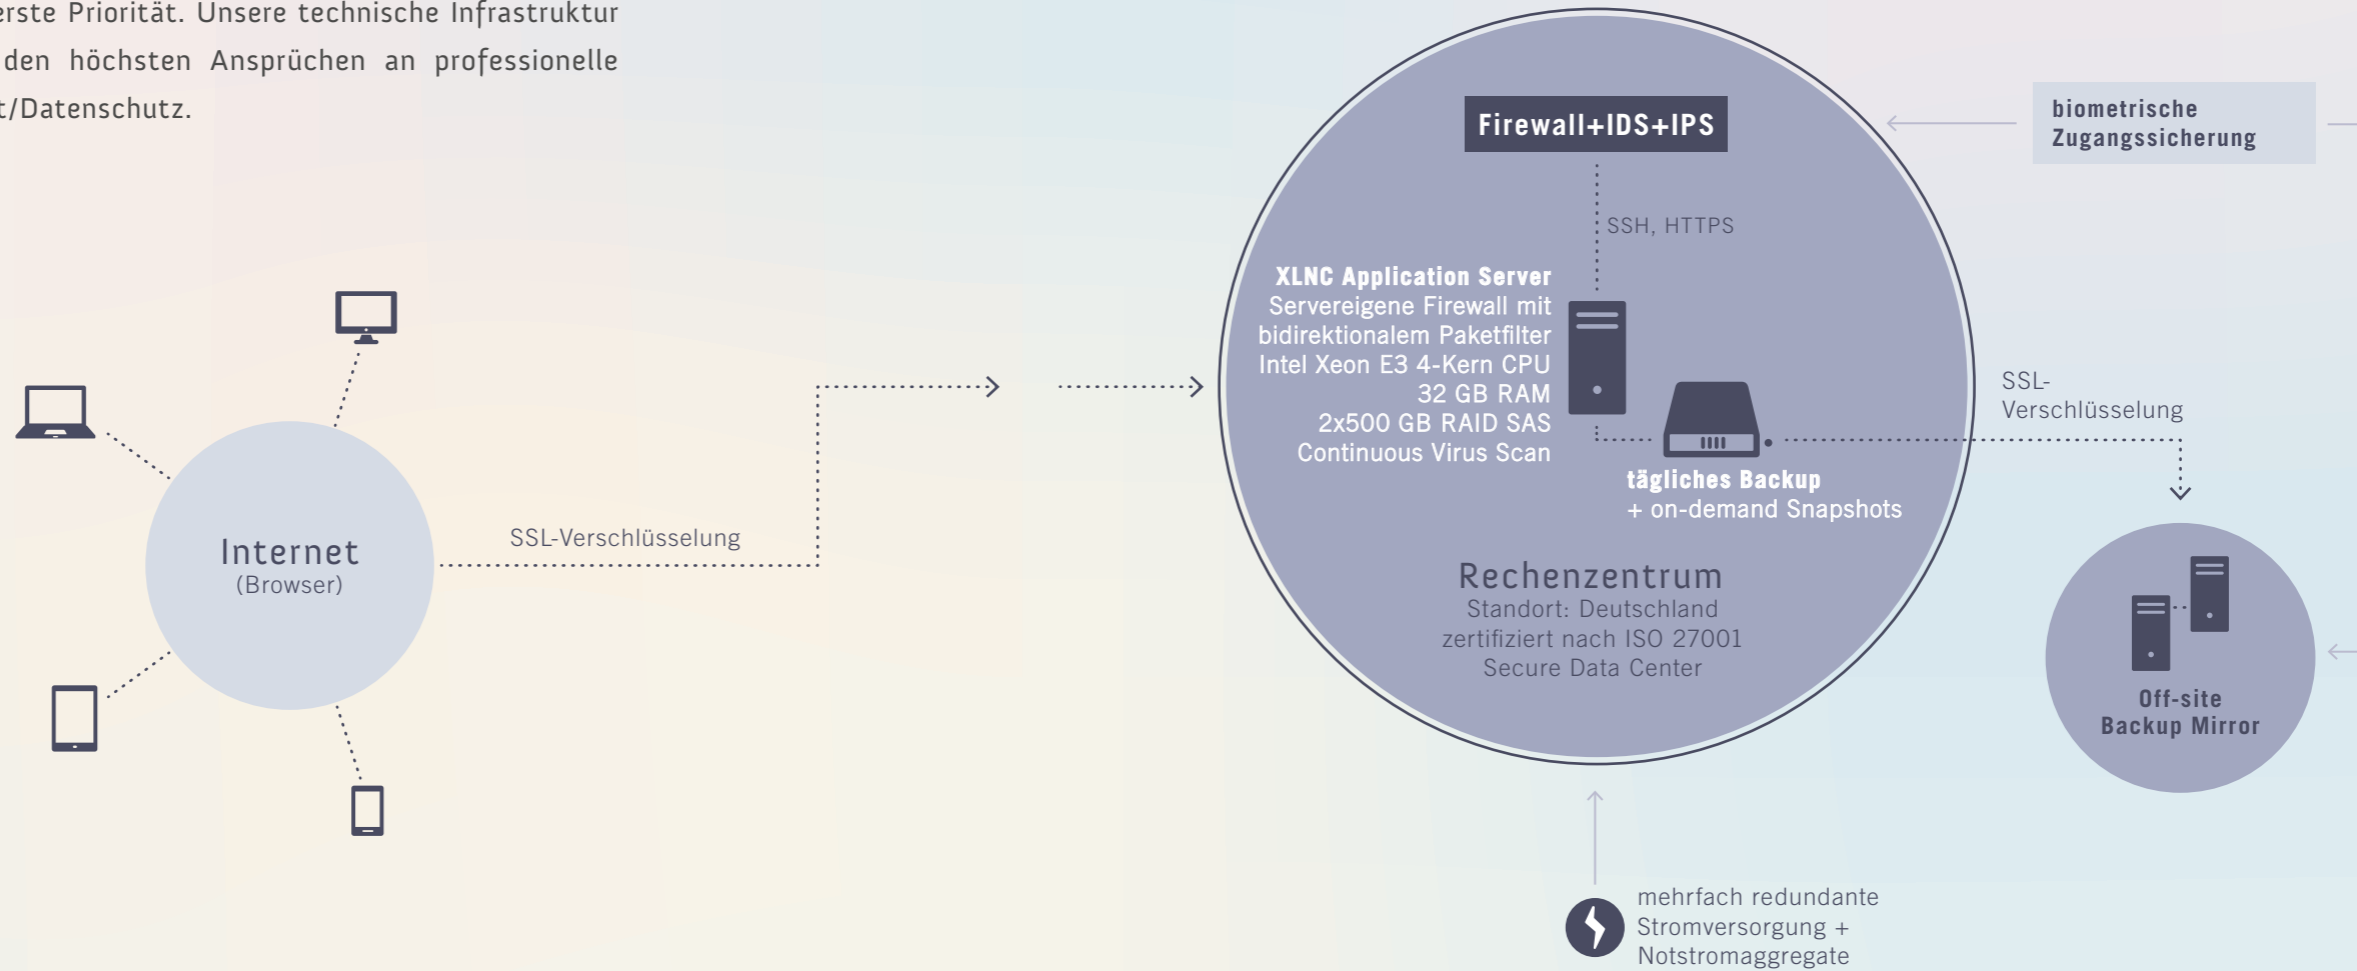 erste Priorität. Unsere technische Infrastruktur
den höchsten Ansprüchen an professionelle
t/Datenschutz.
Internet
(Browser)
SSL-Verschlüsselung
Firewall+IDS+IPS
SSH, HTTPS
XLNC Application Server
Servereigene Firewall mit
bidirektionalem Paketfilter
Intel Xeon E3 4-Kern CPU
32 GB RAM
2x500 GB RAID SAS
Continuous Virus Scan
tägliches Backup
+ on-demand Snapshots
Rechenzentrum
Standort: Deutschland
zertifiziert nach ISO 27001
Secure Data Center
biometrische
Zugangssicherung
SSL-
Verschlüsselung
Off-site
Backup Mirror
mehrfach redundante
Stromversorgung +
Notstromaggregate